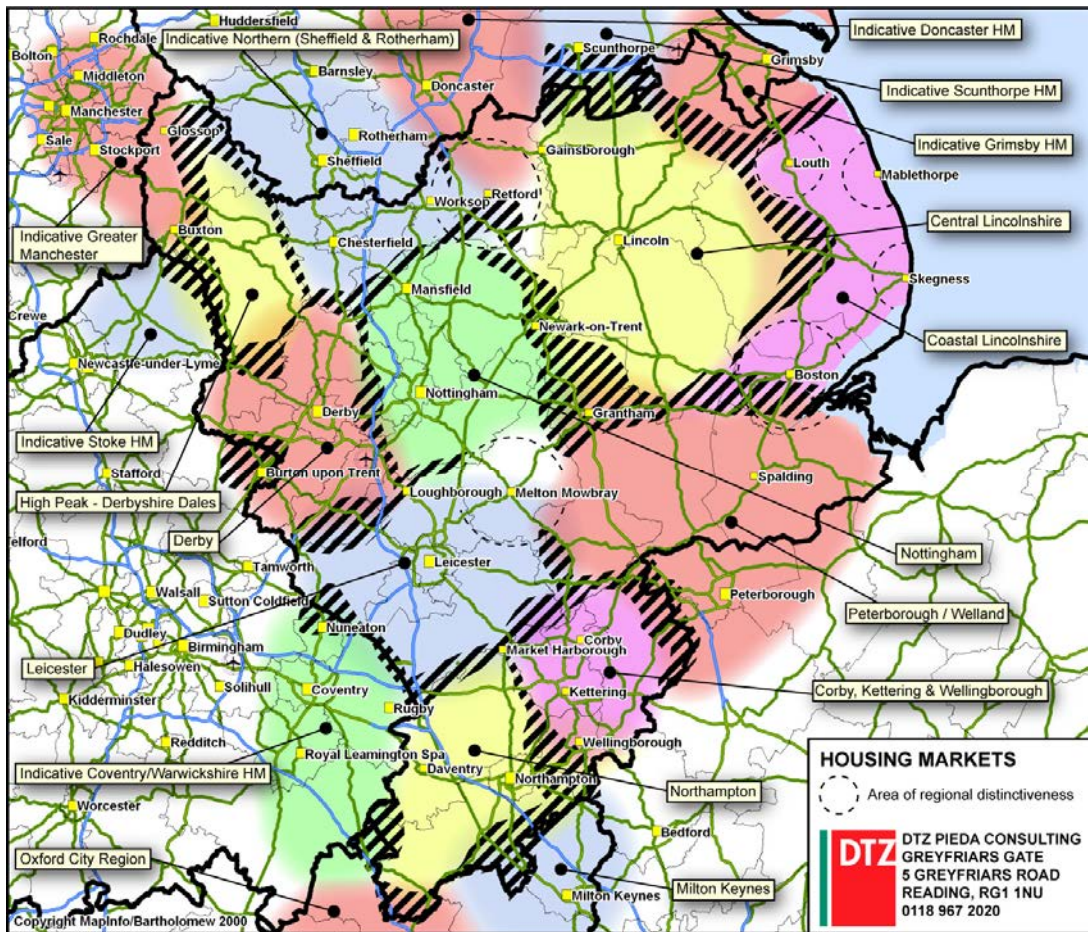 Huddersfield
Rochdale
Indicative Northern (Sheffield & Rotherham)
Indicative Doncaster HM
Bolton
Scunthorpe
Grimsby
Middleton
Barnsley
Doncaster
Indicative Scunthorpe HM
Manchester
Glossop
Rotherham
Sale
Stockport
Sheffield
Gainsborough
Indicative Grimsby HM
Louth
Mablethorpe
Worksop
Retford
Buxton
Indicative Greater
Manchester
Chesterfield
Lincoln
Central Lincolnshire
Mansfield
Skegness
Crewe
Newark-on-Trent
Coastal Lincolnshire
Newcastle-under-Lyme
Boston
Nottingham
Derby
Grantham
Indicative Stoke HM
Stafford
Burton upon Trent
Spalding
High Peak - Derbyshire Dales
Loughborough
Melton Mowbray
Derby
Nottingham
Telford
Tamworth
Leicester
Walsall
Sutton Coldfield
Peterborough
Peterborough / Welland
Dudley
Nuneaton
Birmingham
Corby
Leicester
Halesowen
Market Harborough
Solihull
Coventry
Kettering
Corby, Kettering & Wellingborough
Kidderminster
Rugby
Redditch
Royal Leamington Spa
Wellingborough
Indicative Coventry/Warwickshire HM
Daventry
Northampton
Northampton
Worcester
Bedford
Oxford City Region
Milton Keynes
Milton Keynes
Copyright MapInfo/Bartholomew 2000
HOUSING MARKETS
Area of regional distinctiveness
DTZ
DTZ PIEDA CONSULTING
GREYFRIARS GATE
5 GREYFRIARS ROAD
READING, RG1 1NU
0118 967 2020